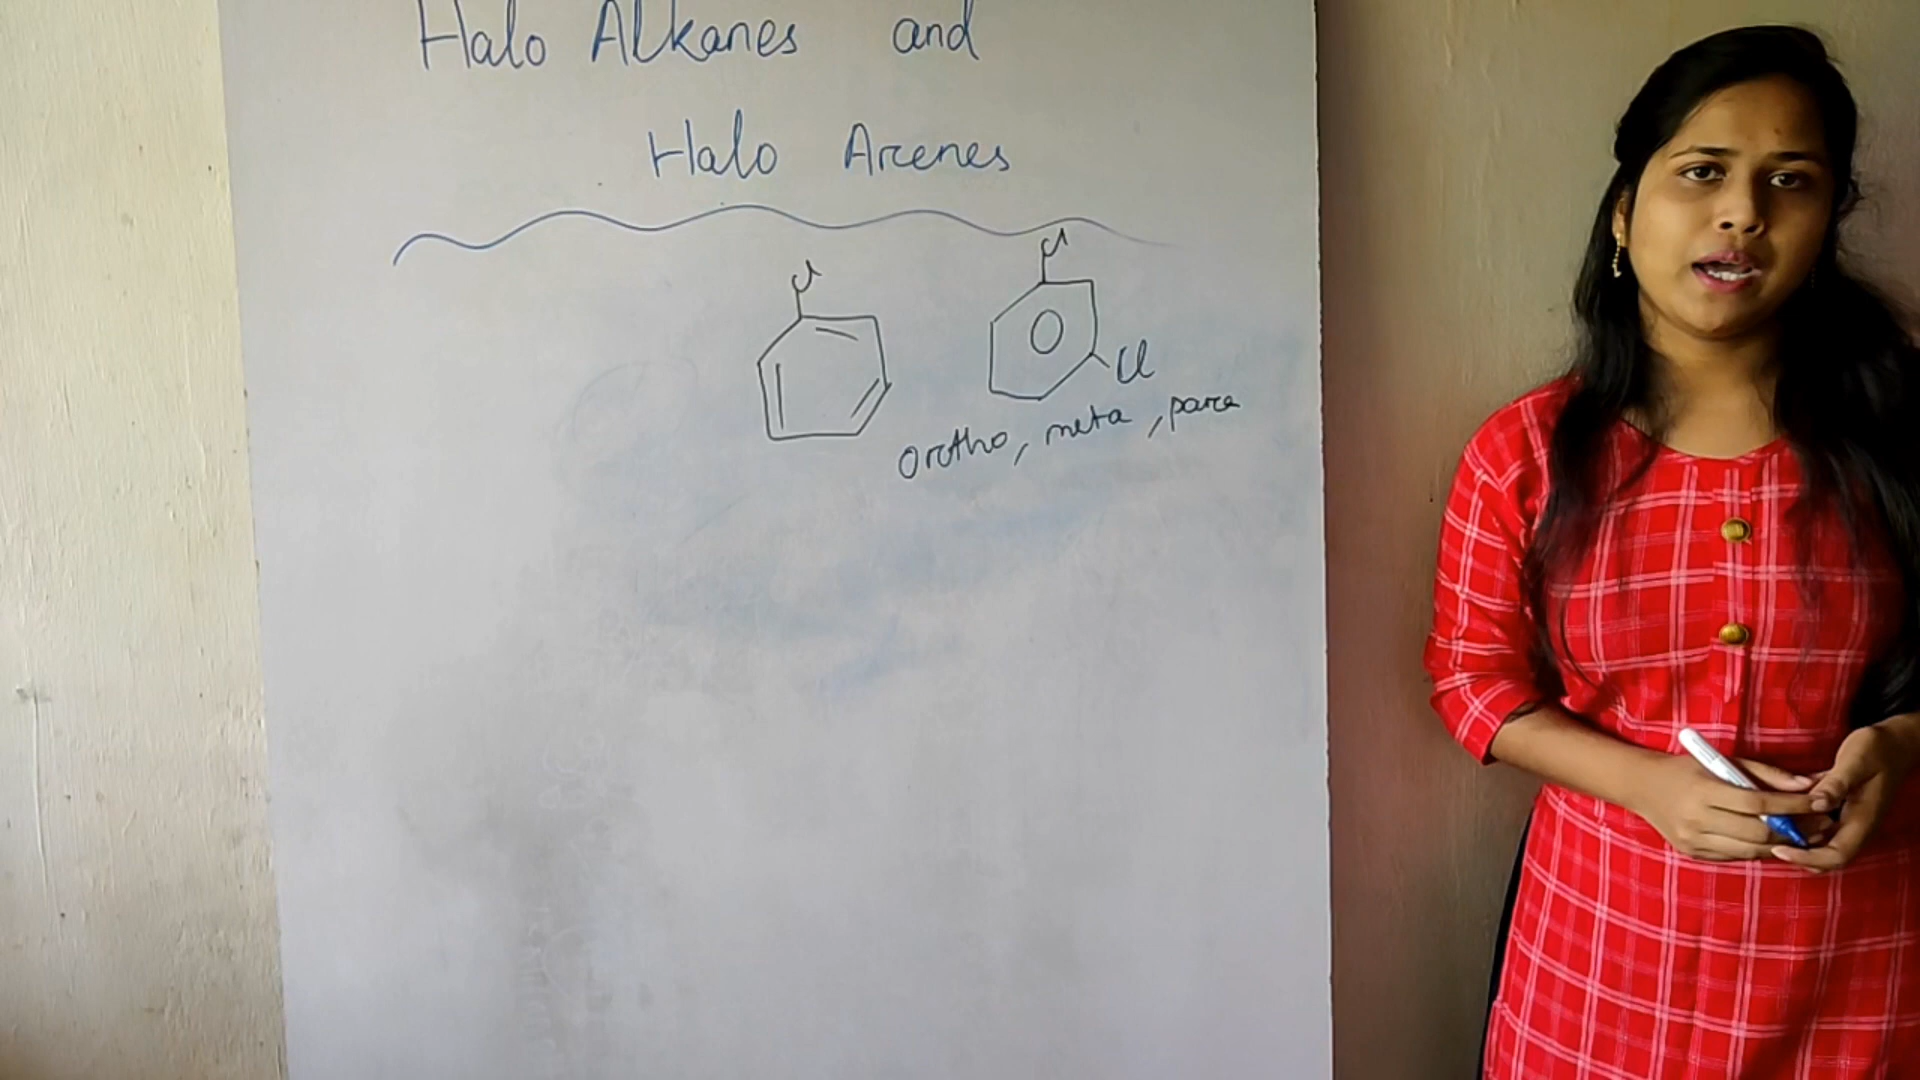 Halo Alkanes and
Halo Arenes
Cl
Cl
Cl
Ortho, meta, para